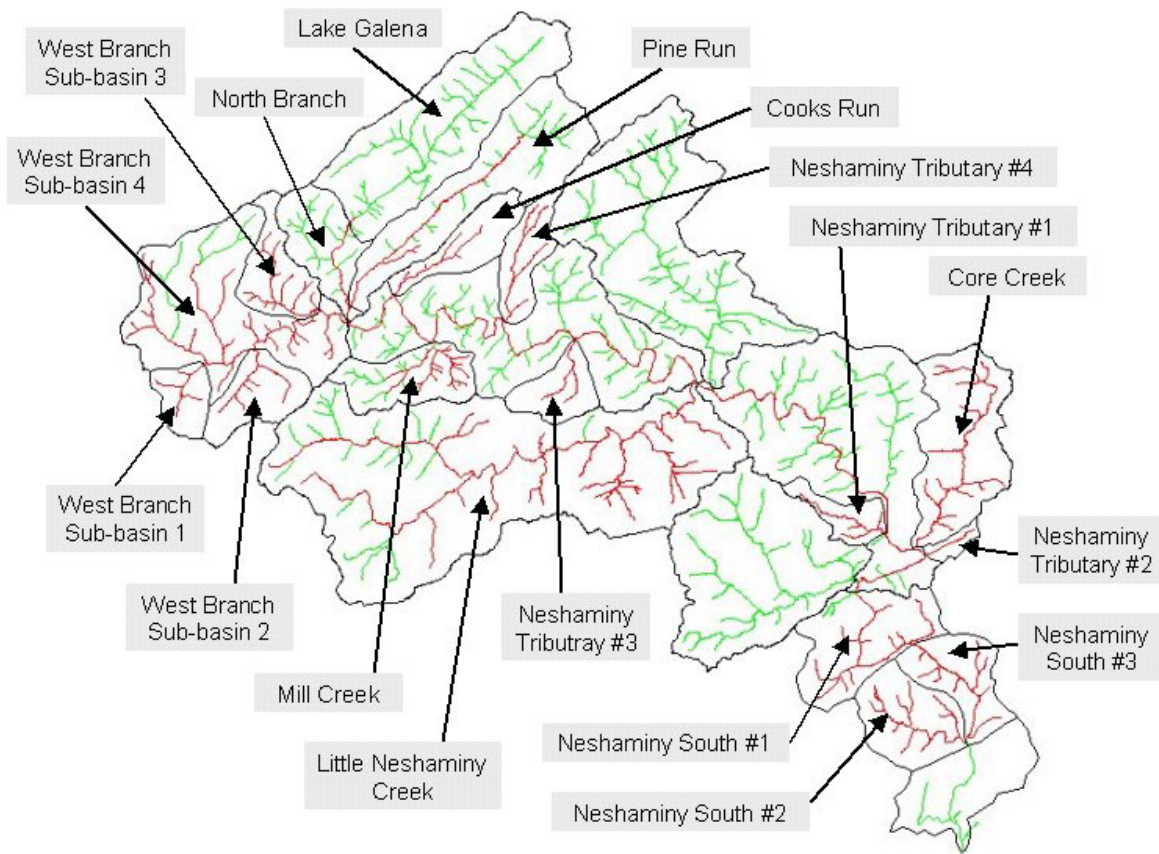 Lake Galena
West Branch
Sub-basin 3
Pine Run
North Branch
Cooks Run
West Branch
Sub-basin 4
Neshaminy Tributary #4
Neshaminy Tributary #1
Core Creek
West Branch
Sub-basin 1
Neshaminy
Tributary #2
West Branch
Sub-basin 2
Neshaminy
Tributray #3
Neshaminy
South #3
Mill Creek
Neshaminy South #1
Little Neshaminy
Creek
Neshaminy South #2